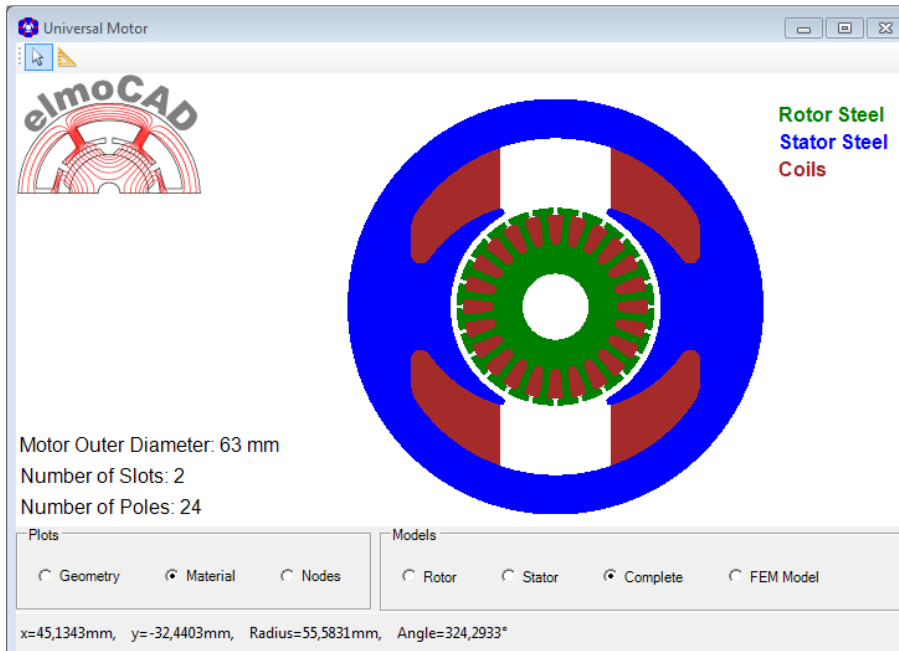 Universal Motor
elmoCAD
Rotor Steel
Stator Steel
Coils
Motor Outer Diameter: 63 mm
Number of Slots: 2
Number of Poles: 24
Plots
Geometry Material Nodes
Models
Rotor Stator Complete FEM Model
x=45,1343mm, y=-32,4403mm, Radius=55,5831mm, Angle=324,2933°